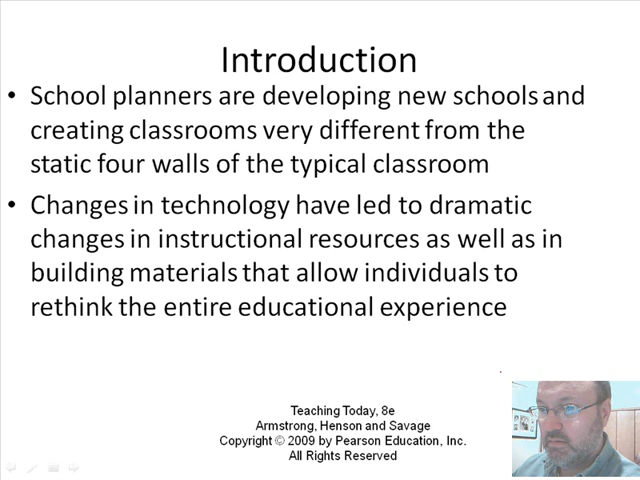 Introduction
• School planners are developing new schools and
creating classrooms very different from the
static four walls of the typical classroom
• Changes in technology have led to dramatic
changes in instructional resources as well as in
building materials that allow individuals to
rethink the entire educational experience
Teaching Today, 8e
Armstrong, Henson and Savage
Copyright © 2009 by Pearson Education, Inc.
All Rights Reserved